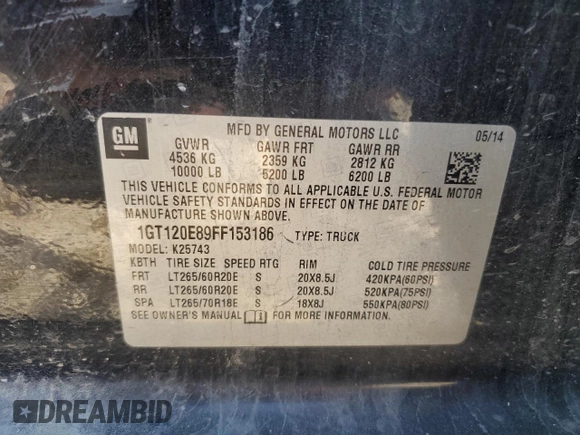 GM
MFD BY GENERAL MOTORS LLC 05/14
GVWR GAWR FRT GAWR RR
4536 KG 2359 KG 2812 KG
10000 LB 5200 LB 6200 LB
THIS VEHICLE CONFORMS TO ALL APPLICABLE U.S. FEDERAL MOTOR
VEHICLE SAFETY STANDARDS IN EFFECT ON THE DATE OF
MANUFACTURE SHOWN ABOVE.
1GT120E89FF153186 TYPE: TRUCK
MODEL: K25743
KBTH TIRE SIZE SPEED RTG RIM COLD TIRE PRESSURE
FRT LT265/60R20E S 20X8.5J 420KPA(60PSI)
RR LT265/60R20E S 20X8.5J 520KPA(75PSI)
SPA LT265/70R18E S 18X8J 550KPA(80PSI)
SEE OWNER'S MANUAL FOR MORE INFORMATION.
DREAMBID